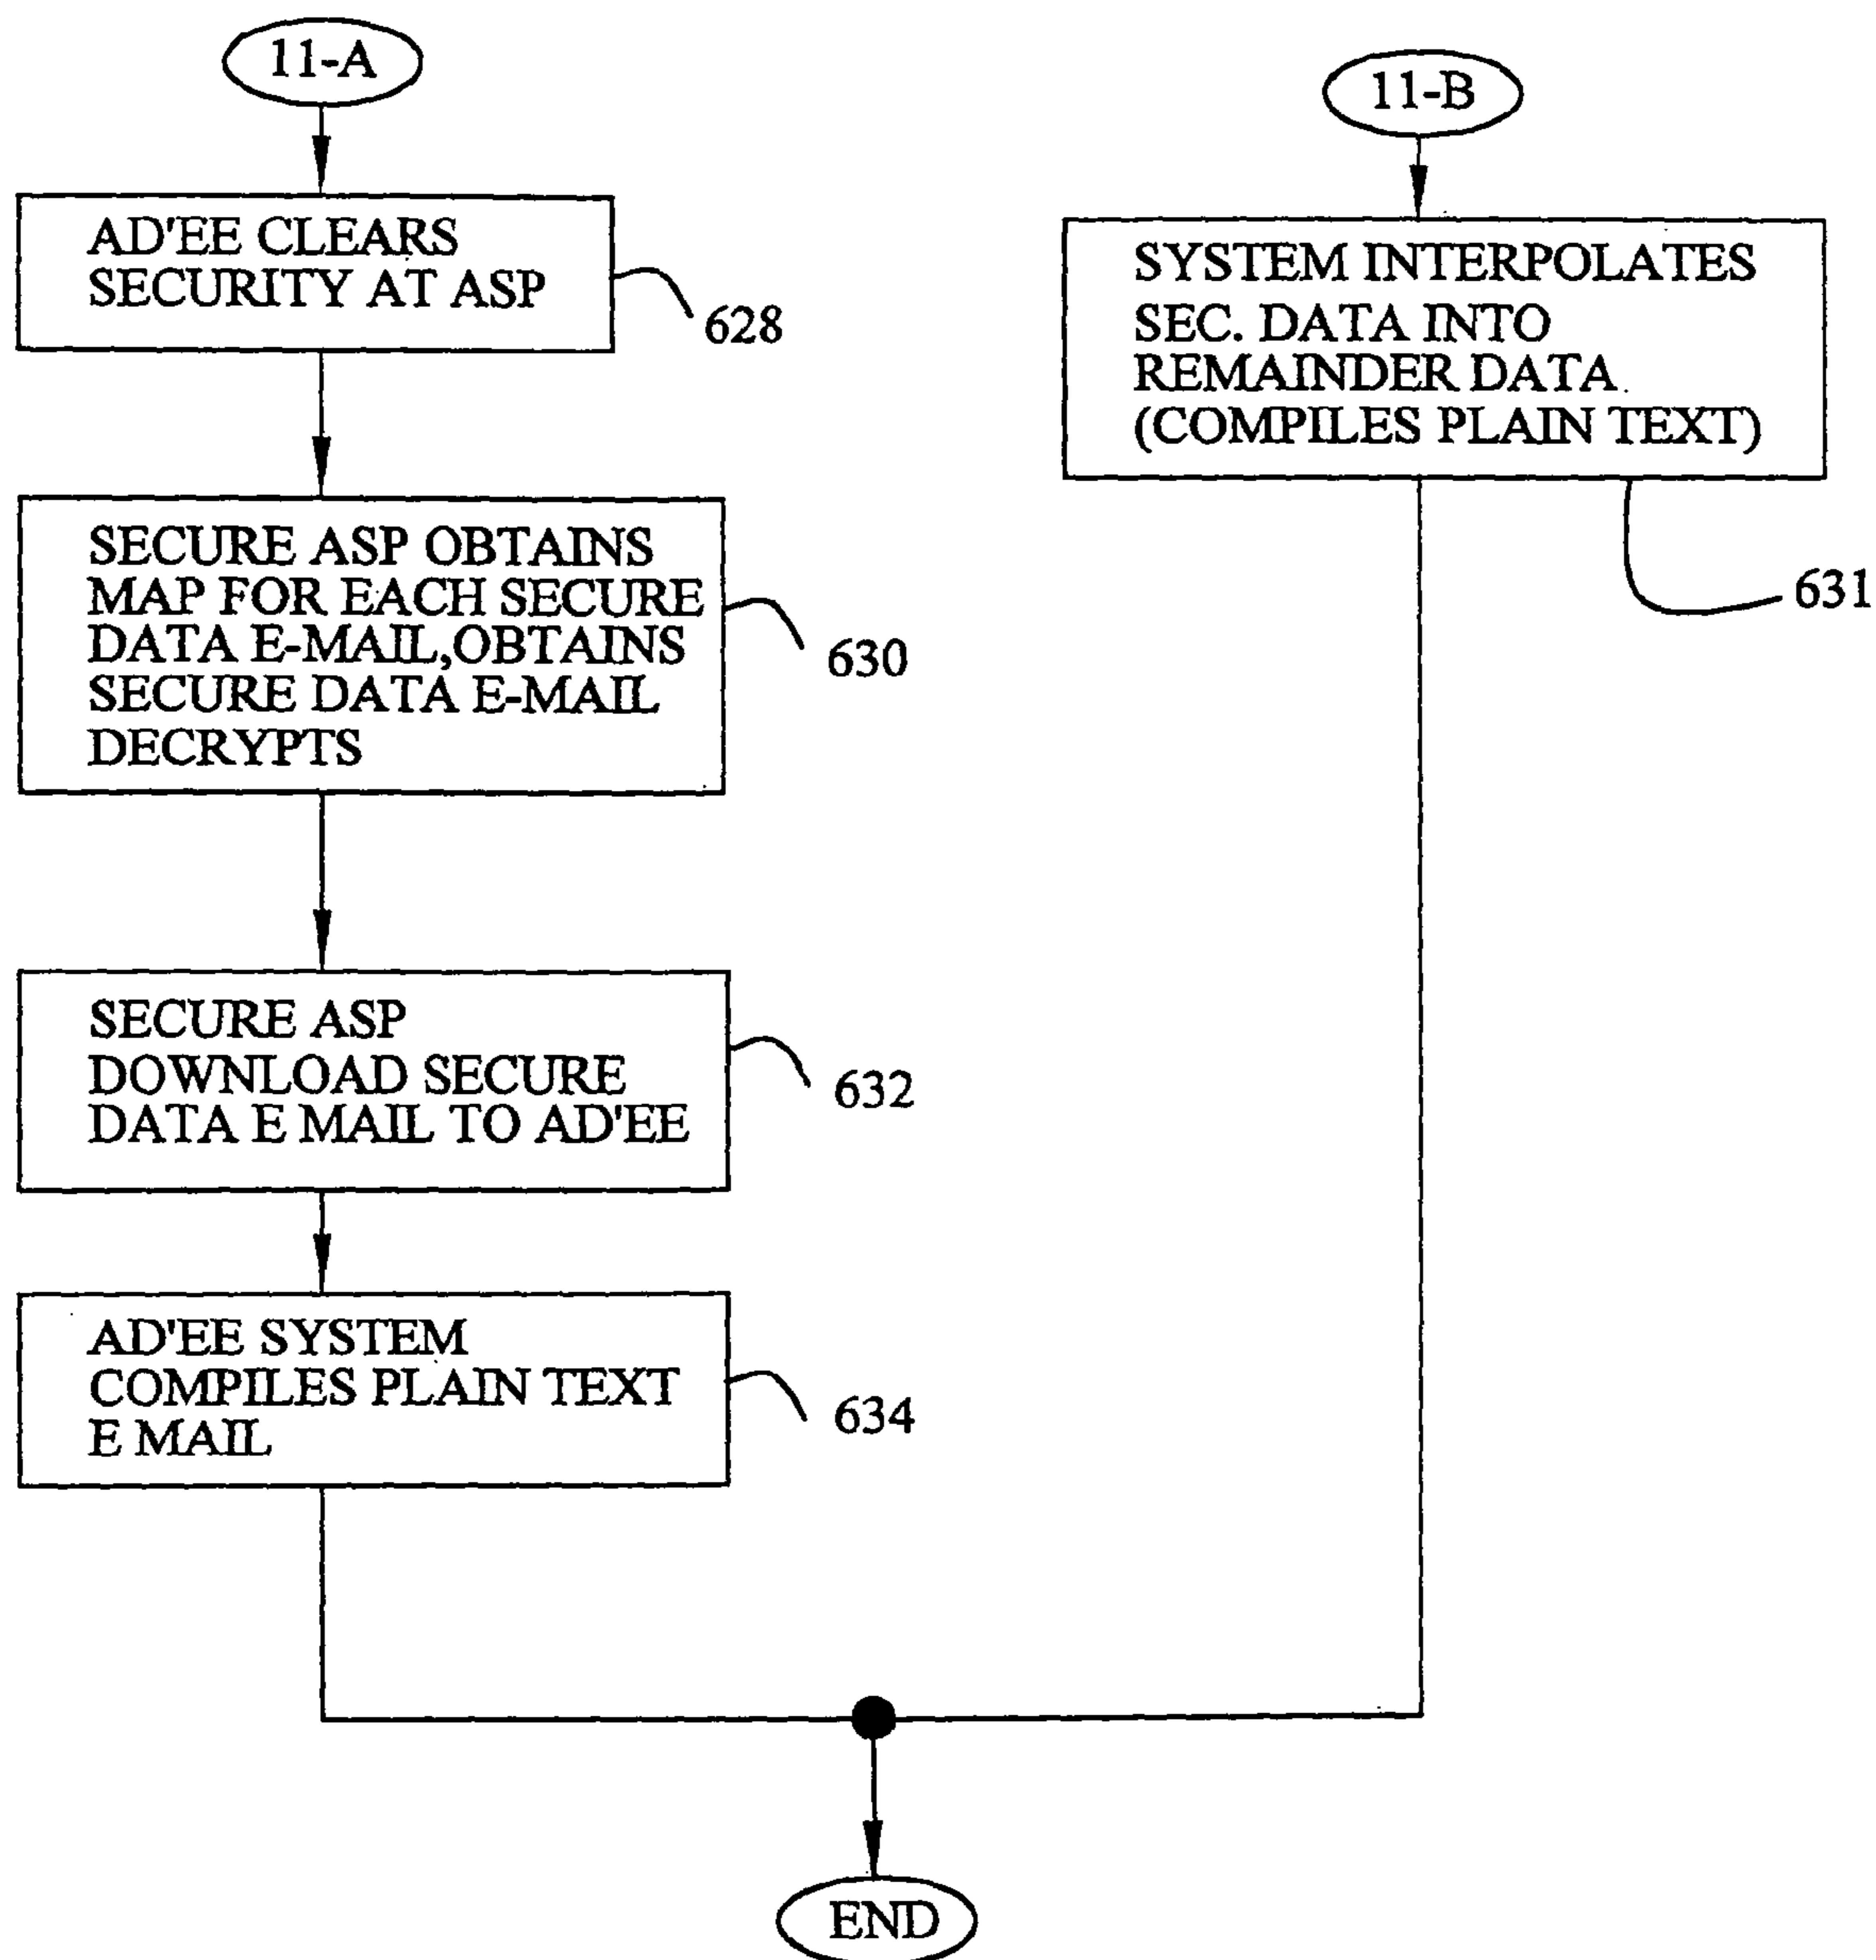 11-A
AD'EE CLEARS
SECURITY AT ASP
628
SECURE ASP OBTAINS
MAP FOR EACH SECURE
DATA E-MAIL,OBTAINS
SECURE DATA E-MAIL
DECRYPTS
630
SECURE ASP
DOWNLOAD SECURE
DATA E MAIL TO AD'EE
632
AD'EE SYSTEM
COMPILES PLAIN TEXT
E MAIL
634
11-B
SYSTEM INTERPOLATES
SEC. DATA INTO
REMAINDER DATA
(COMPILES PLAIN TEXT)
631
END